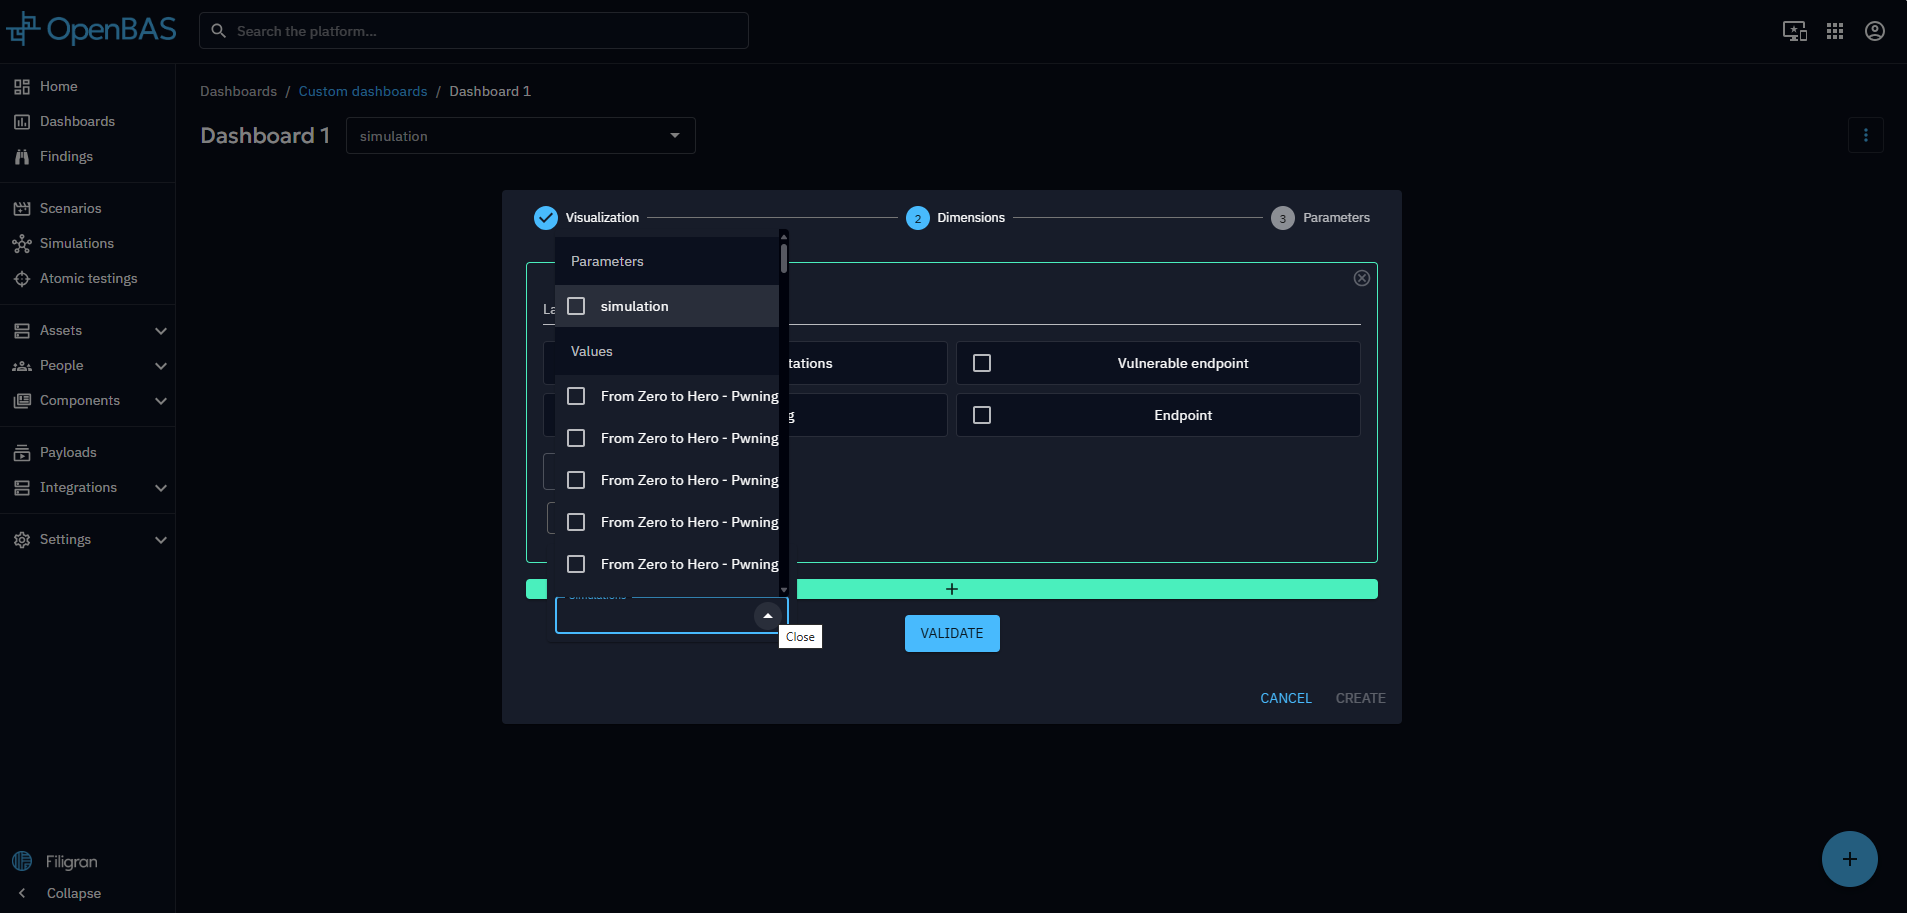 OpenBAS
Search the platform...
Home
Dashboards
Findings
Scenarios
Simulations
Atomic testings
Assets
People
Components
Payloads
Integrations
Settings
Filigran
Collapse
Dashboards / Custom dashboards / Dashboard 1
Dashboard 1
simulation
Visualization
2 Dimensions
3 Parameters
Parameters
simulation
Values
From Zero to Hero - Pwning
From Zero to Hero - Pwning
From Zero to Hero - Pwning
From Zero to Hero - Pwning
From Zero to Hero - Pwning
Vulnerable endpoint
Endpoint
Simulations
Close
VALIDATE
CANCEL
CREATE